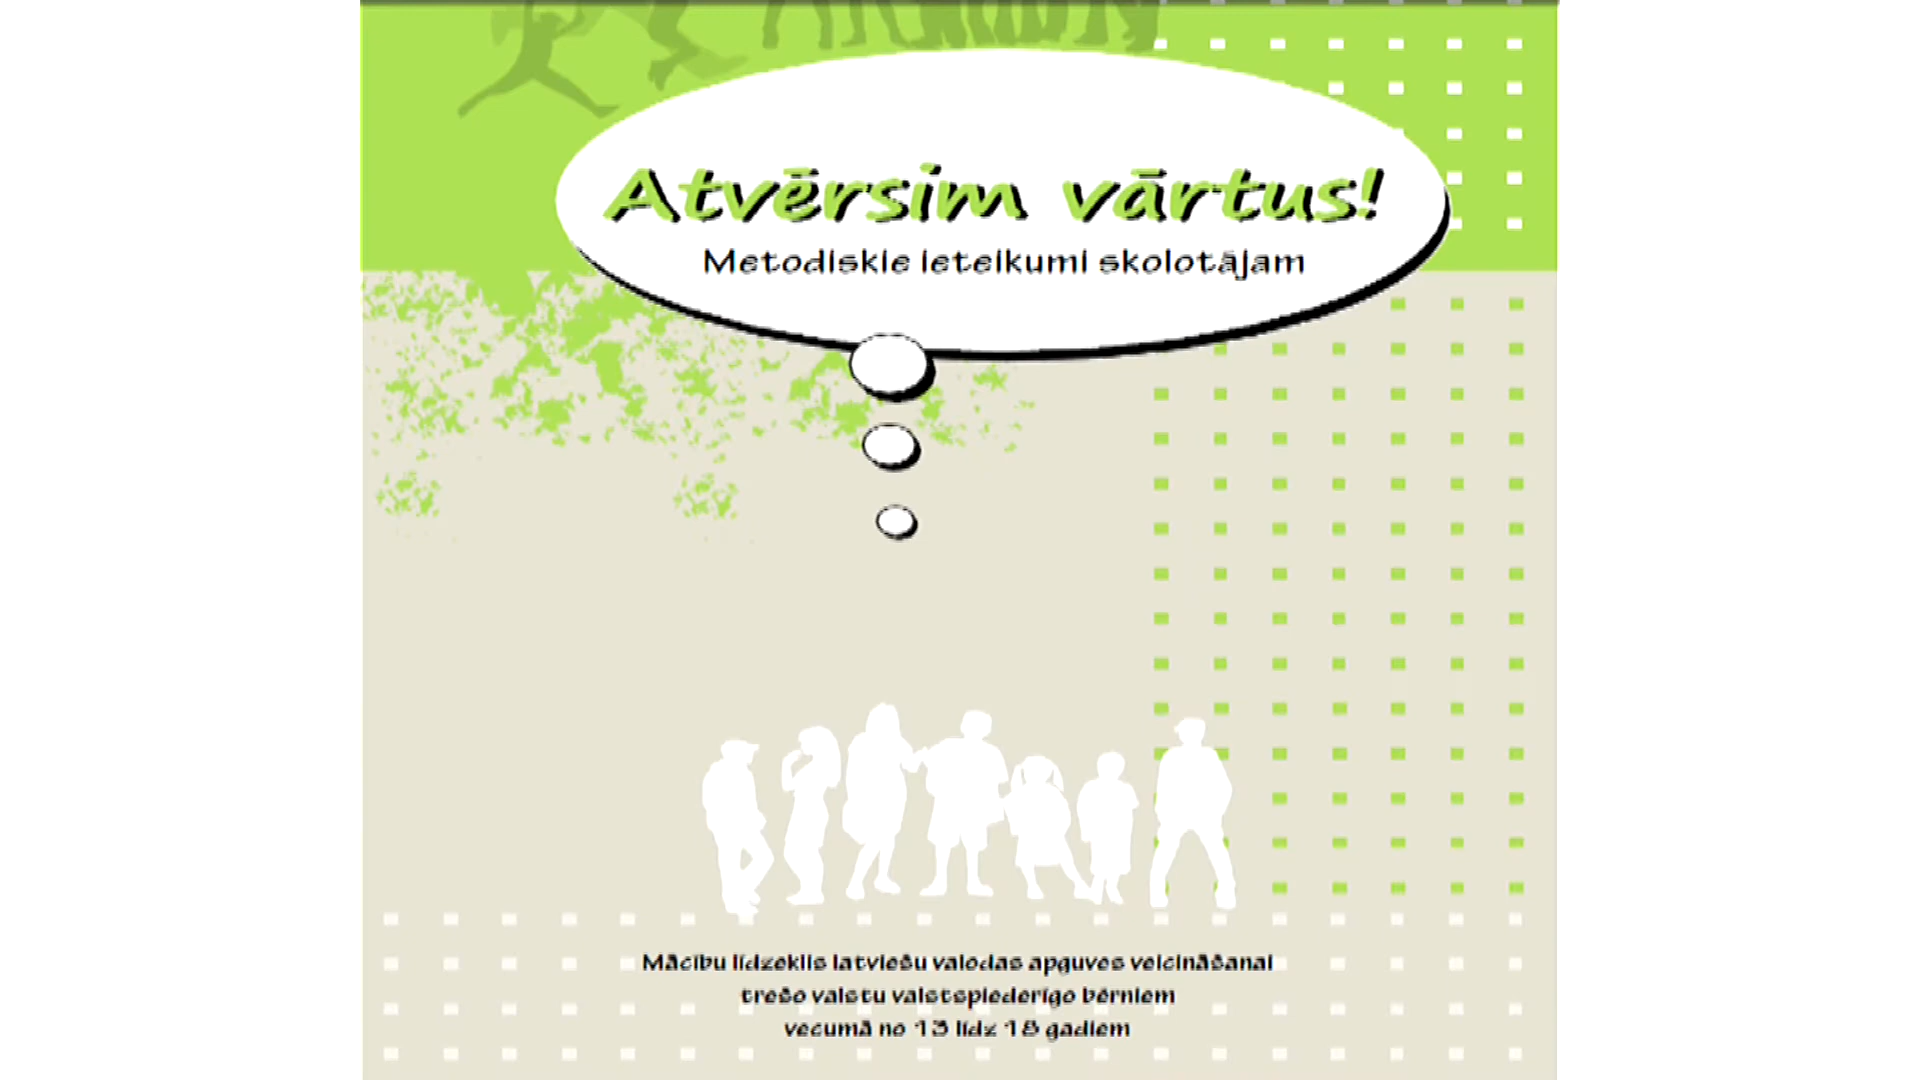 Atvērsim vārtus!
Metodiskie ieteikumi skolotājam
Mācību līdzeklis latviešu valodas apguves veicināšanai
trešo valstu valstspiederīgo bērniem
vecumā no 13 līdz 18 gadiem